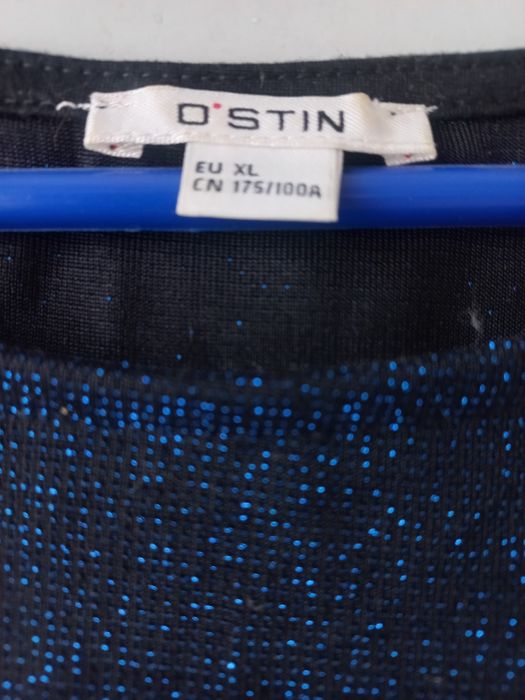 O'STIN
EU XL
CN 175/100A